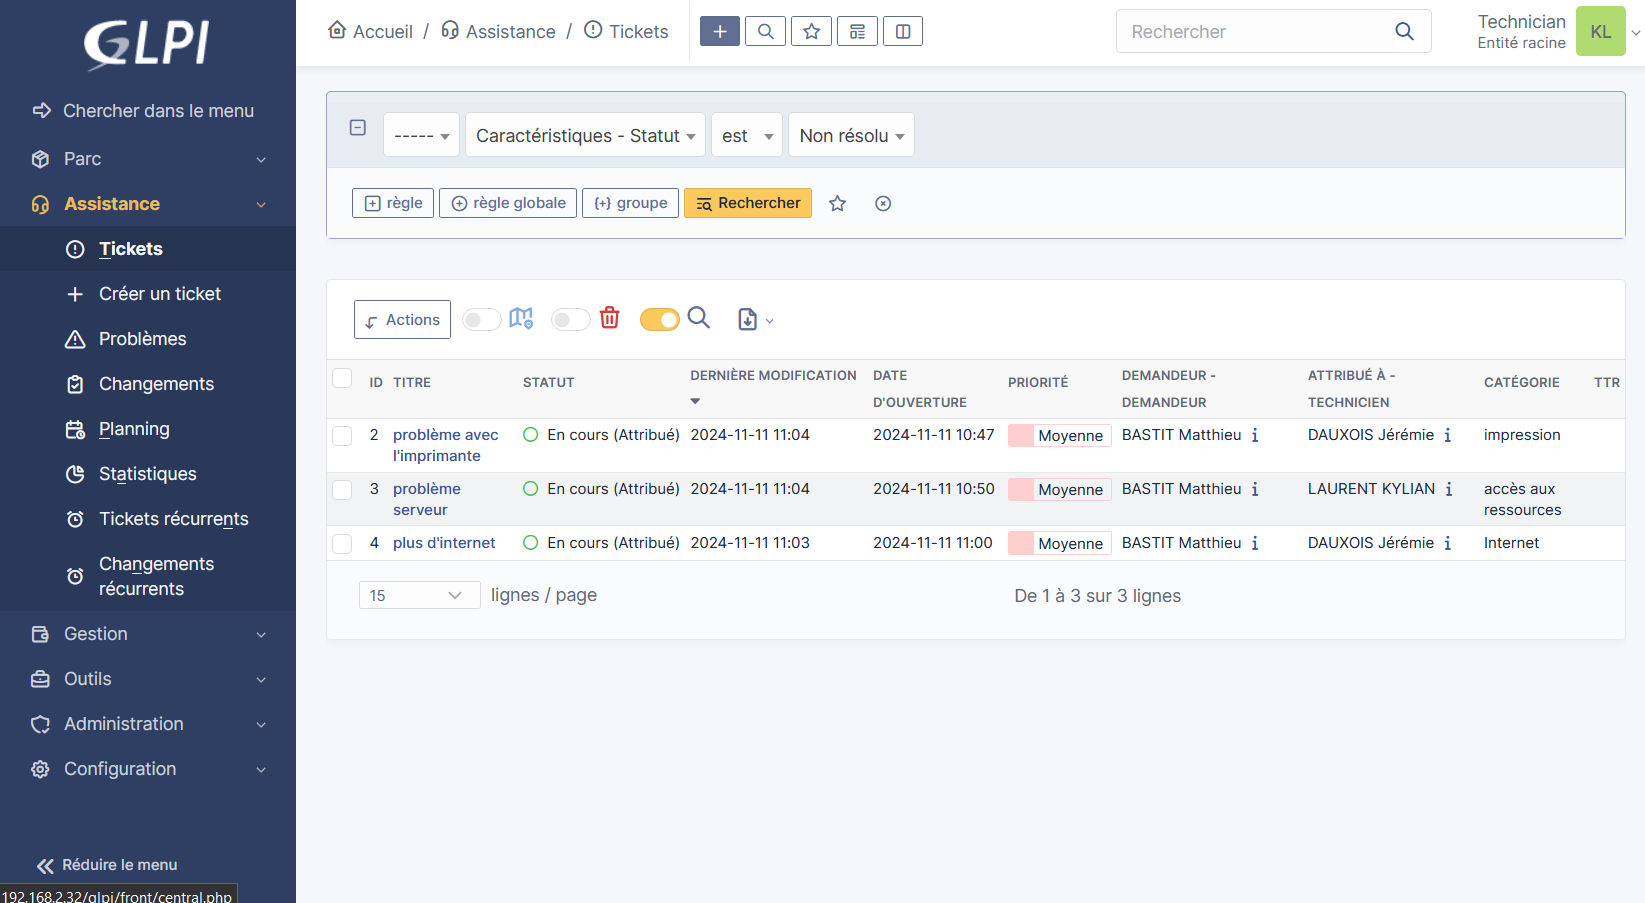 GLPI
Chercher dans le menu
Parc
Assistance
Tickets
Créer un ticket
Problèmes
Changements
Planning
Statistiques
Tickets récurrents
Changements
récurrents
Gestion
Outils
Administration
Configuration
Réduire le menu
192.168.2.32/glpi/front/central.php
Accueil / Assistance / Tickets
Rechercher
Technician
Entité racine
KL
----- Caractéristiques - Statut est Non résolu
règle règle globale groupe Rechercher
Actions
ID TITRE STATUT DERNIÈRE MODIFICATION DATE D'OUVERTURE PRIORITÉ DEMANDEUR - DEMANDEUR ATTRIBUÉ À - TECHNICIEN CATÉGORIE TTR
2 problème avec l'imprimante En cours (Attribué) 2024-11-11 11:04 2024-11-11 10:47 Moyenne BASTIT Matthieu DAUXOIS Jérémie impression
3 problème serveur En cours (Attribué) 2024-11-11 11:04 2024-11-11 10:50 Moyenne BASTIT Matthieu LAURENT KYLIAN accès aux ressources
4 plus d'internet En cours (Attribué) 2024-11-11 11:03 2024-11-11 11:00 Moyenne BASTIT Matthieu DAUXOIS Jérémie Internet
15 lignes / page De 1 à 3 sur 3 lignes